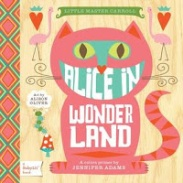 LITTLE MASTER CARROLL
ALICE IN
WONDER
LAND
Art by
ALISON
OLIVER
A colors primer by
JENNIFER ADAMS